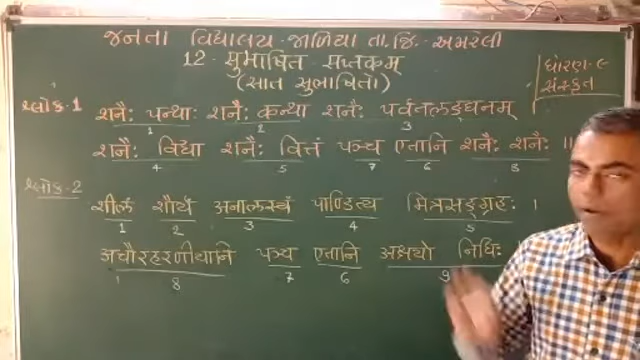 જનતા વિદ્યાલય-જાળિયા તા.જિ.-અમરેલી
12. सुभाषित सप्तकम्
(સાત સુભાષિતો)
ધોરણ-૯
સંસ્કૃત
શ્લોક-1 शनैः पन्थाः शनैः कन्था शनैः पर्वतलङ्घनम्
1 2 3
शनैः विद्या शनैः वित्तं पञ्च एतानि शनैः शनैः ॥
4 5 7 6 8
શ્લોક-2 शीलं शौर्यं अनालस्यं पाण्डित्यं मित्रसङ्ग्रहः ।
1 2 3 4 5
अचौरहरणीयानि पञ्च एतानि अक्षयो निधिः
8 7 6 9